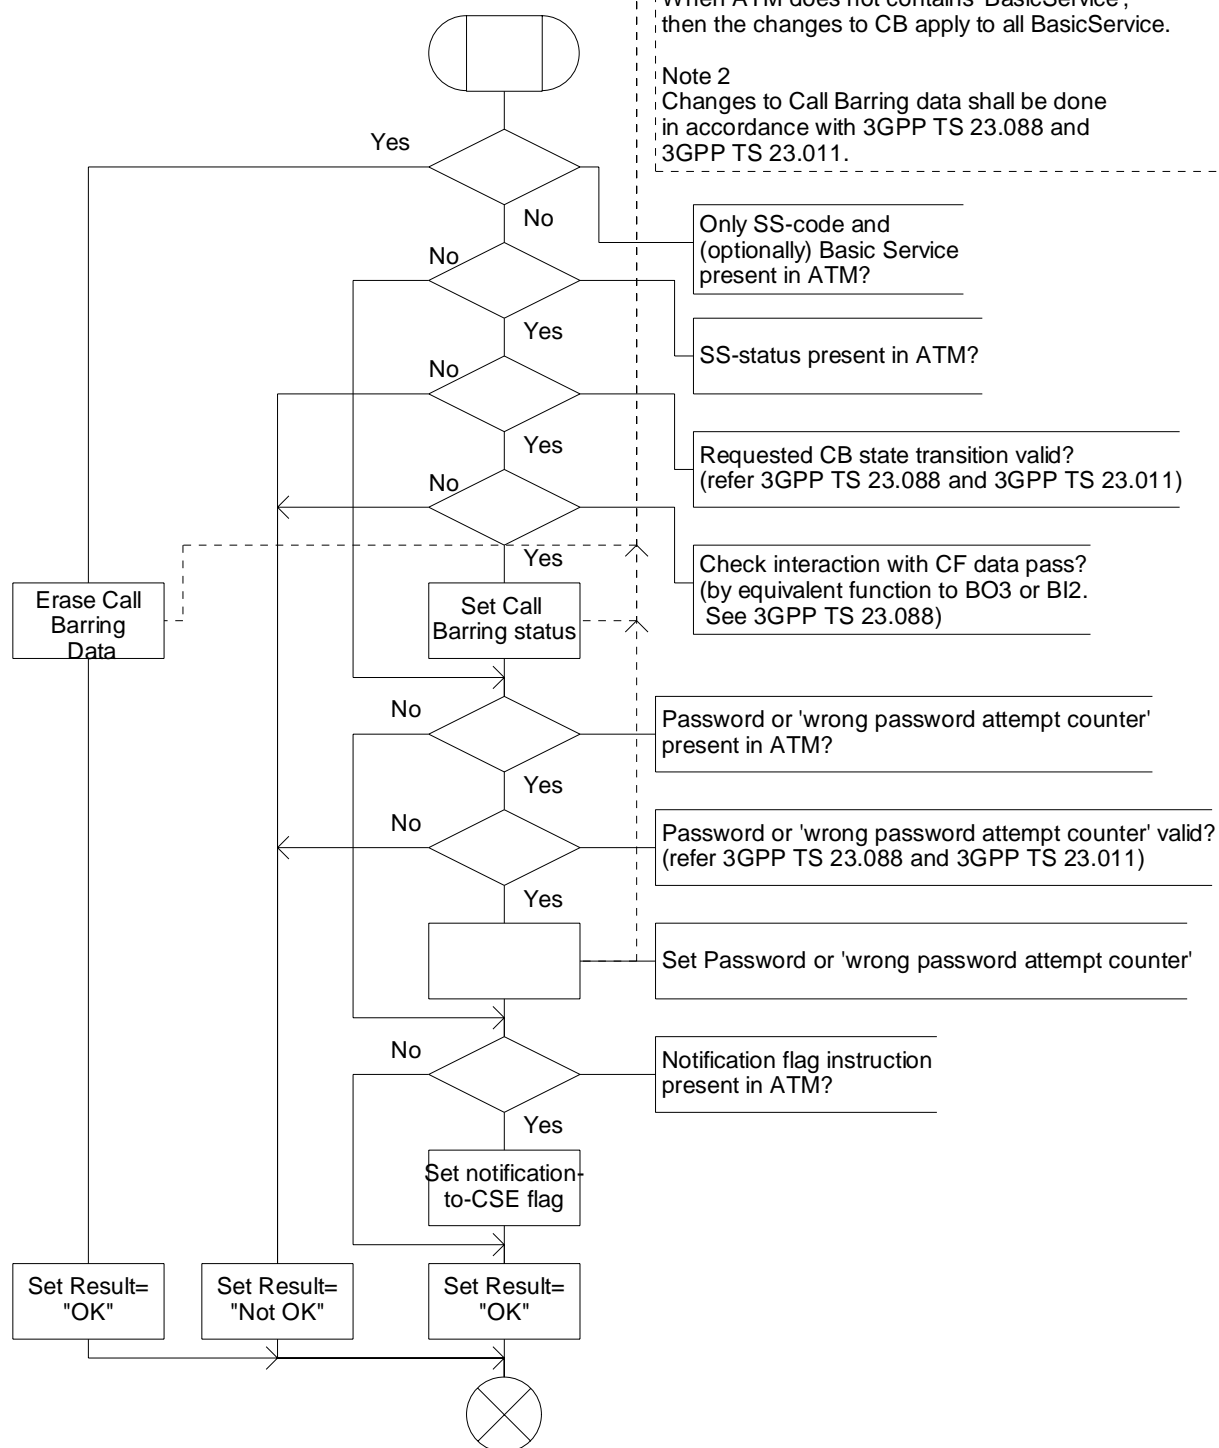 When ATM does not contains 'BasicService',
then the changes to CB apply to all BasicService.
Note 2
Changes to Call Barring data shall be done
in accordance with 3GPP TS 23.088 and
3GPP TS 23.011.
Yes
No
Only SS-code and
(optionally) Basic Service
present in ATM?
No
Yes
SS-status present in ATM?
No
Yes
Requested CB state transition valid?
(refer 3GPP TS 23.088 and 3GPP TS 23.011)
No
Yes
Check interaction with CF data pass?
(by equivalent function to BO3 or BI2.
See 3GPP TS 23.088)
Erase Call
Barring
Data
Set Call
Barring status
No
Password or 'wrong password attempt counter'
present in ATM?
Yes
No
Password or 'wrong password attempt counter' valid?
(refer 3GPP TS 23.088 and 3GPP TS 23.011)
Yes
Set Password or 'wrong password attempt counter'
No
Notification flag instruction
present in ATM?
Yes
Set notification-
to-CSE flag
Set Result=
"OK"
Set Result=
"Not OK"
Set Result=
"OK"